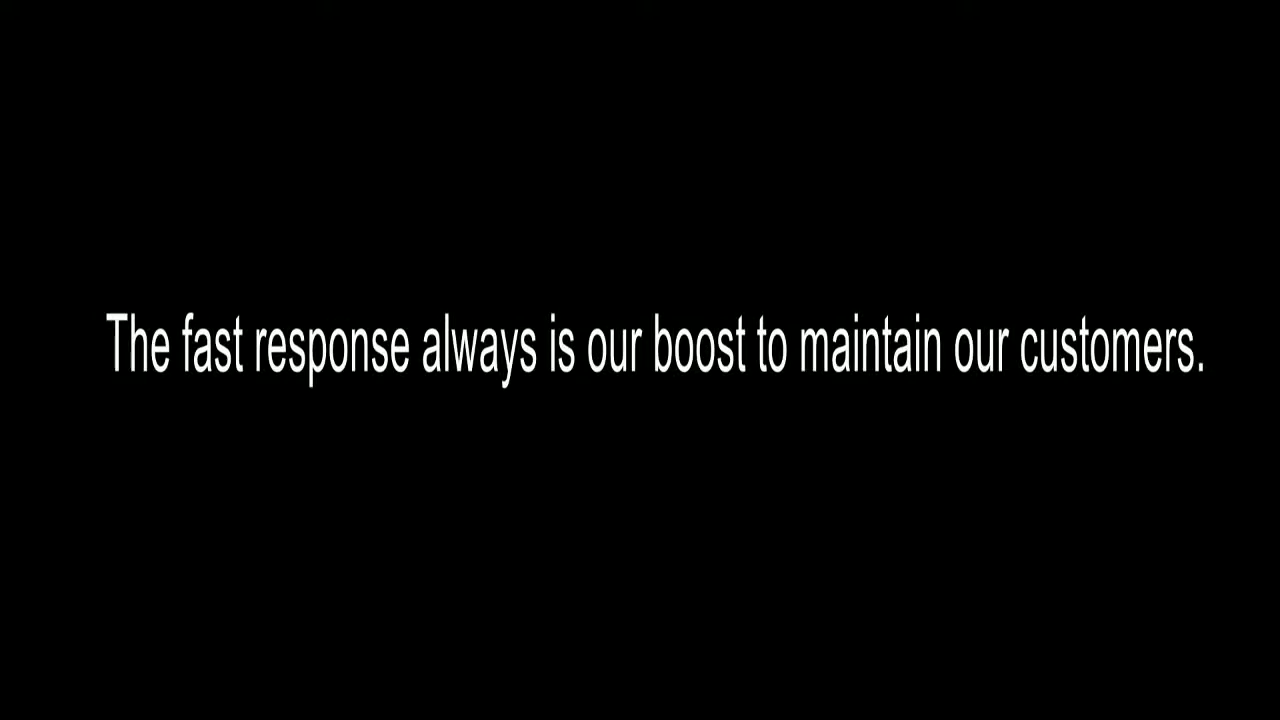 The fast response always is our boost to maintain our customers.